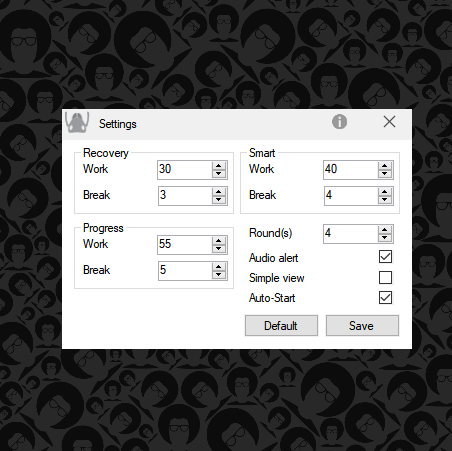 Settings
Recovery
Work 30
Break 3
Smart
Work 40
Break 4
Progress
Work 55
Break 5
Round(s) 4
Audio alert
Simple view
Auto-Start
Default Save